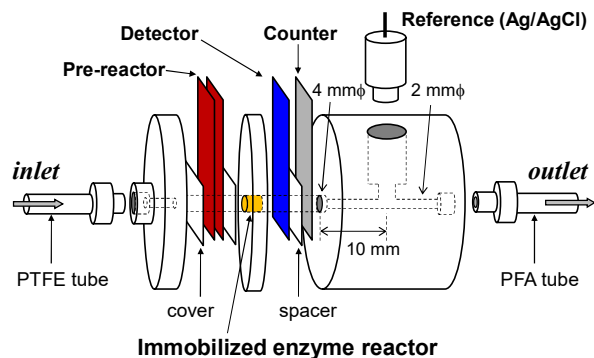 Reference (Ag/AgCl)
Detector
Counter
Pre-reactor
4 mmϕ
2 mmϕ
inlet
outlet
10 mm
PTFE tube
PFA tube
cover
spacer
Immobilized enzyme reactor